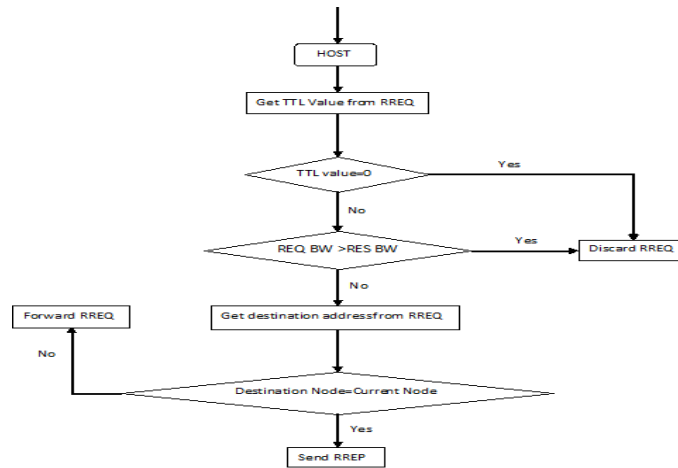 HOST
Get TTL Value from RREQ
TTL value=0
Yes
No
REQ BW >RES BW
Yes
Discard RREQ
No
Forward RREQ
Get destination addressfrom RREQ
No
Destination Node=Current Node
Yes
Send RREP